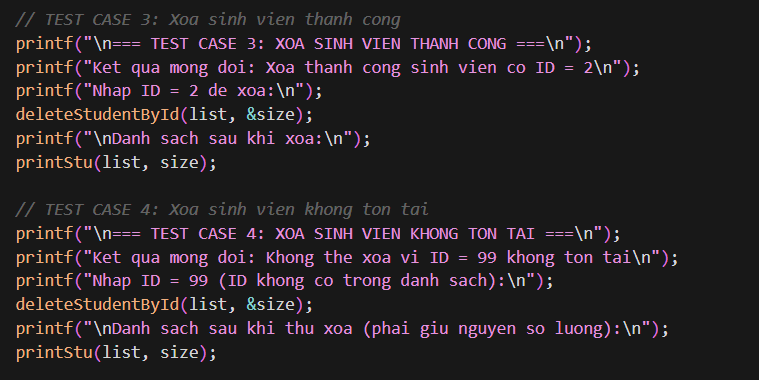 // TEST CASE 3: Xoa sinh vien thanh cong
printf("\n=== TEST CASE 3: XOA SINH VIEN THANH CONG ===\n");
printf("Ket qua mong doi: Xoa thanh cong sinh vien co ID = 2\n");
printf("Nhap ID = 2 de xoa:\n");
deleteStudentById(list, &size);
printf("\nDanh sach sau khi xoa:\n");
printStu(list, size);
// TEST CASE 4: Xoa sinh vien khong ton tai
printf("\n=== TEST CASE 4: XOA SINH VIEN KHONG TON TAI ===\n");
printf("Ket qua mong doi: Khong the xoa vi ID = 99 khong ton tai\n");
printf("Nhap ID = 99 (ID khong co trong danh sach):\n");
deleteStudentById(list, &size);
printf("\nDanh sach sau khi thu xoa (phai giu nguyen so luong):\n");
printStu(list, size);